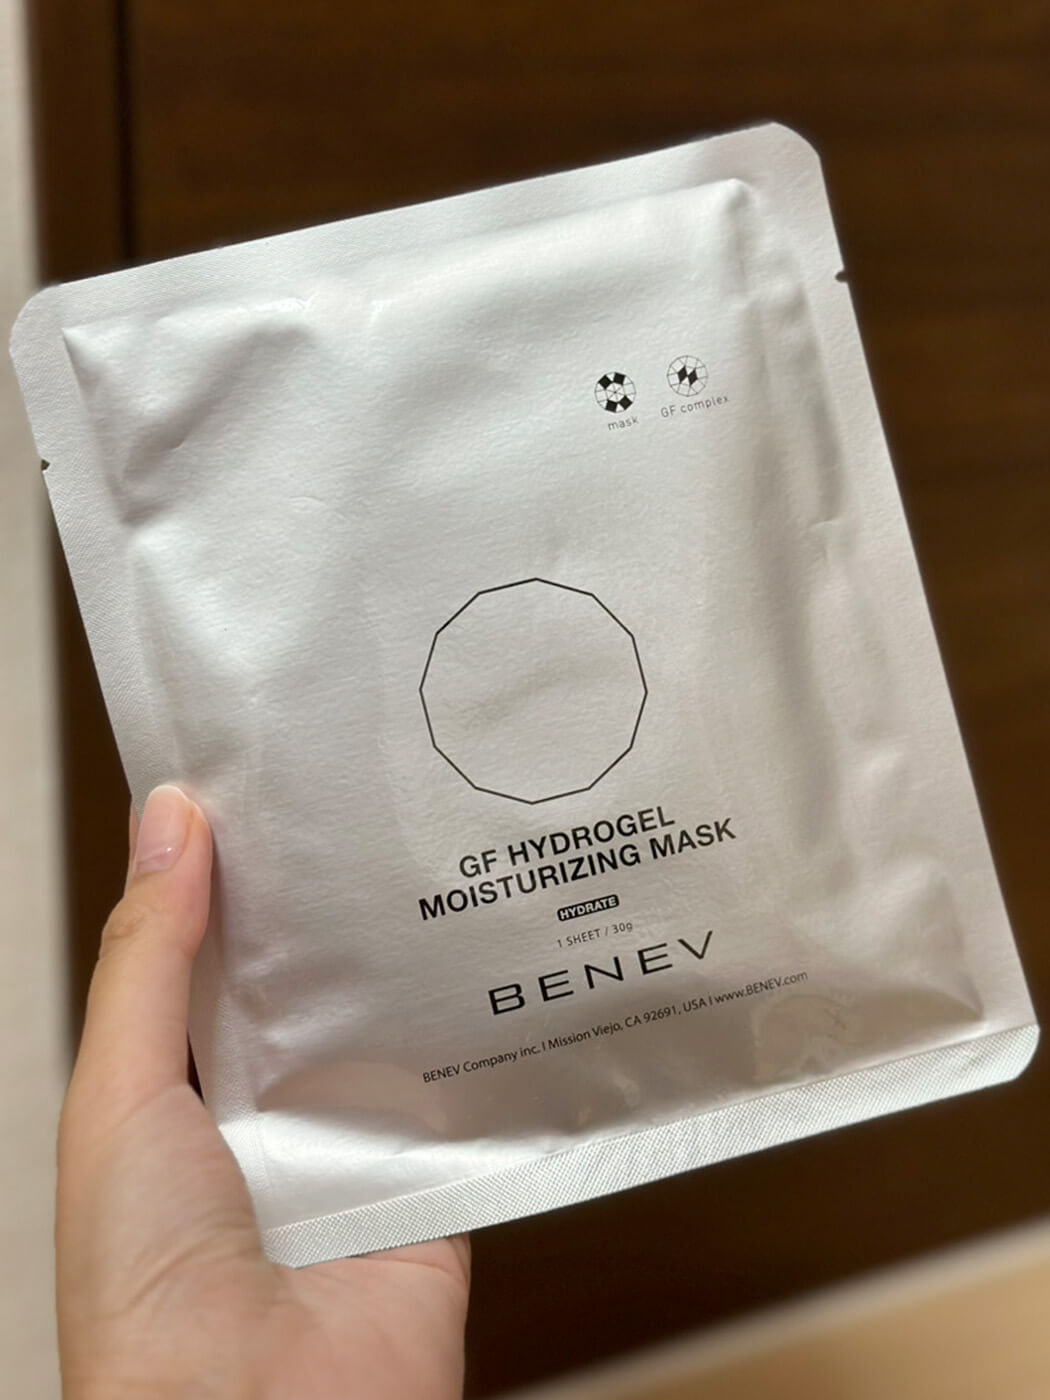 mask
GF complex
GF HYDROGEL
MOISTURIZING MASK
HYDRATE
1 SHEET / 30g
BENEV
BENEV Company inc. I Mission Viejo, CA 92691, USA I www.BENEV.com